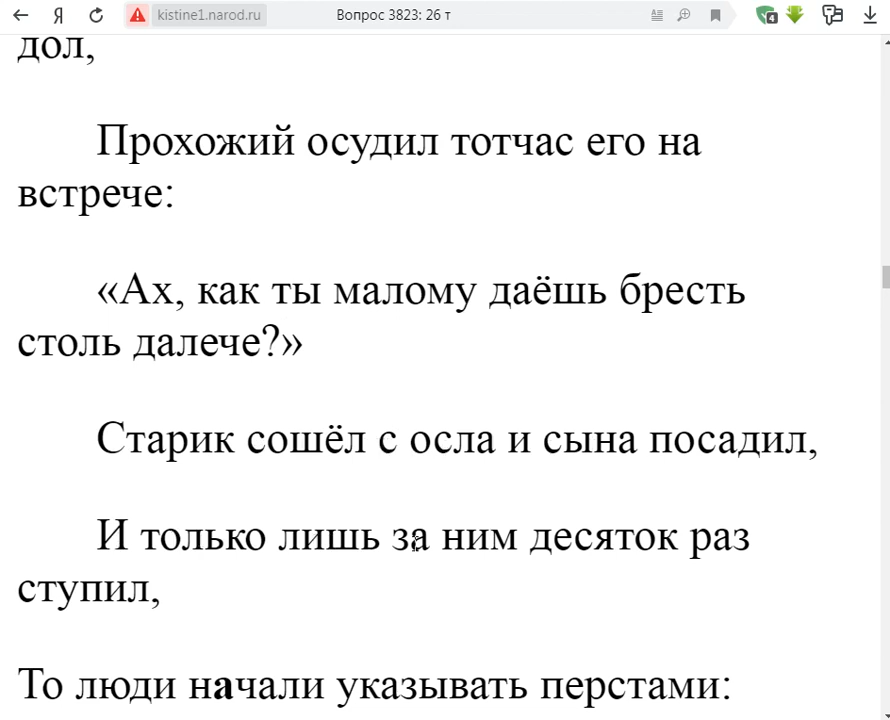 kistine1.narod.ru
Вопрос 3823: 26 т
4
дол,
Прохожий осудил тотчас его на
встрече:
«Ах, как ты малому даёшь бресть
столь далече?»
Старик сошёл с осла и сына посадил,
И только лишь за ним десяток раз
ступил,
То люди начали указывать перстами: